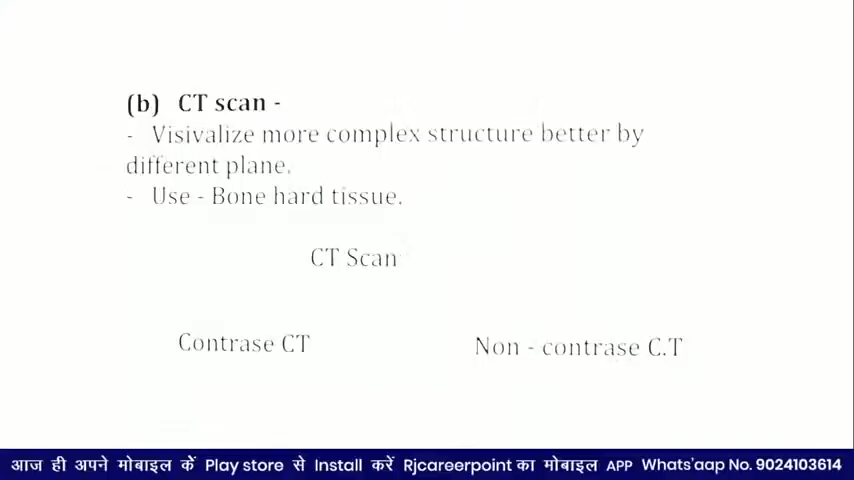 (b) CT scan -
- Visivalize more complex structure better by
different plane.
- Use - Bone hard tissue.
CT Scan
Contrase CT
Non - contrase C.T
आज ही अपने मोबाइल कें Play store से Install करें Rjcareerpoint का मोबाइल APP Whats'aap No. 9024103614